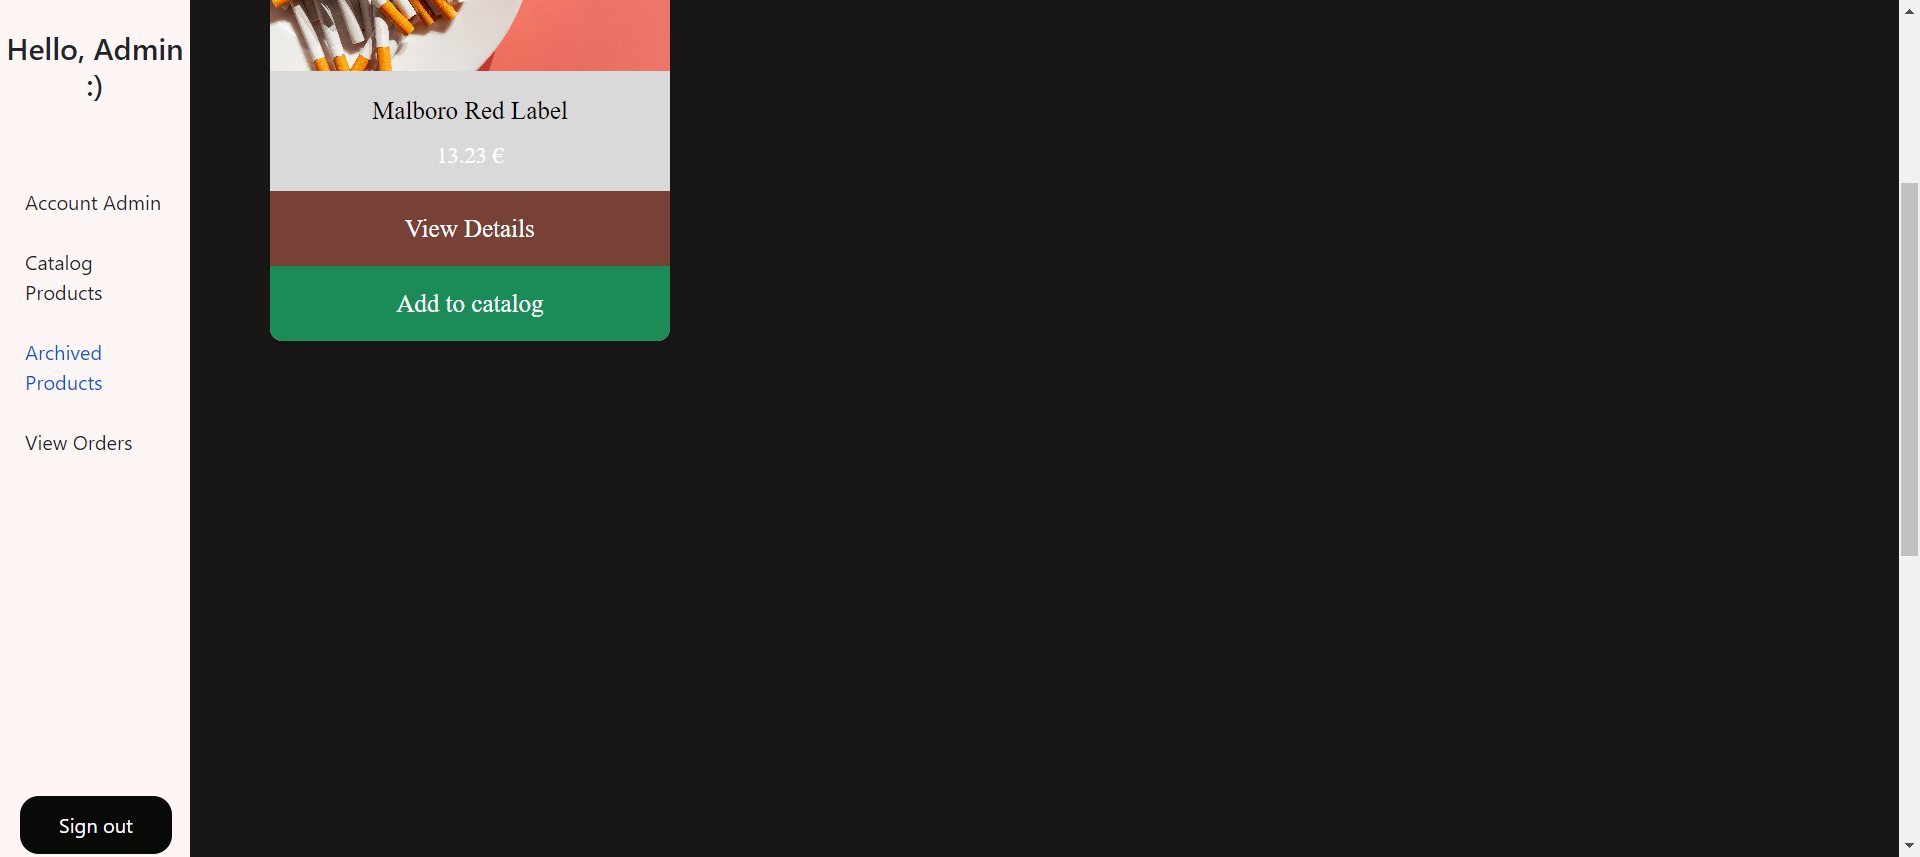 Hello, Admin
:)
Account Admin
Catalog
Products
Archived
Products
View Orders
Sign out
Malboro Red Label
13.23 €
View Details
Add to catalog